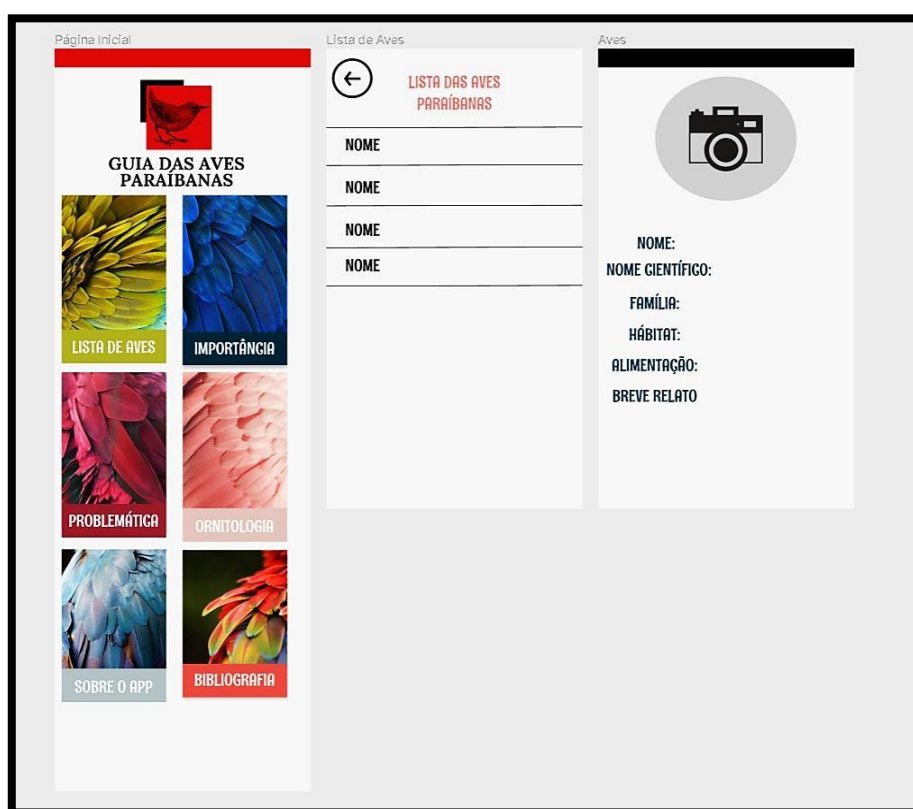 Página Inicial
GUIA DAS AVES
PARAÍBANAS
LISTA DE AVES
IMPORTÂNCIA
PROBLEMÁTICA
ORNITOLOGIA
SOBRE O APP
BIBLIOGRAFIA
Lista de Aves
LISTA DAS AVES
PARAÍBANAS
NOME
NOME
NOME
NOME
Aves
NOME:
NOME CIENTÍFICO:
FAMÍLIA:
HÁBITAT:
ALIMENTAÇÃO:
BREVE RELATO